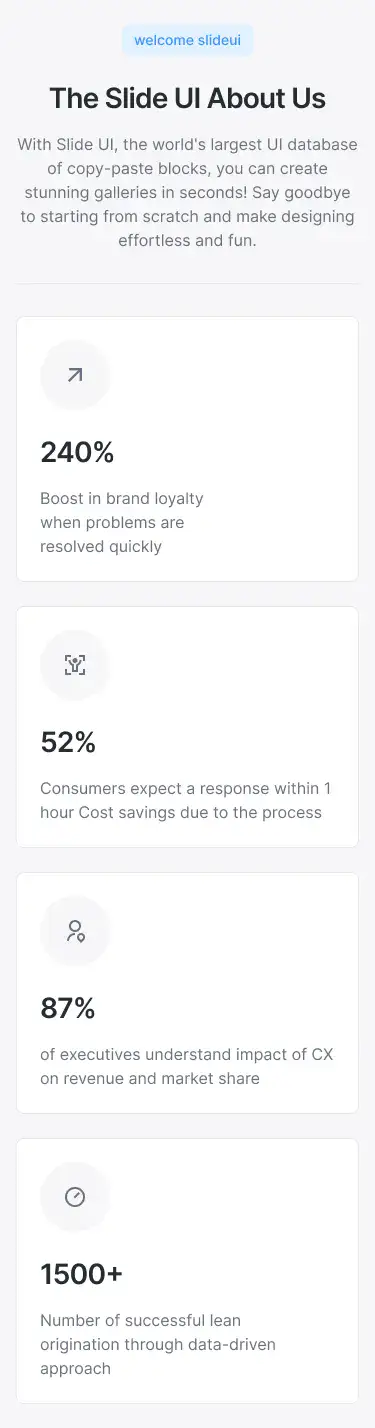 welcome slideui
The Slide UI About Us
With Slide UI, the world's largest UI database
of copy-paste blocks, you can create
stunning galleries in seconds! Say goodbye
to starting from scratch and make designing
effortless and fun.
240%
Boost in brand loyalty
when problems are
resolved quickly
52%
Consumers expect a response within 1
hour Cost savings due to the process
87%
of executives understand impact of CX
on revenue and market share
1500+
Number of successful lean
origination through data-driven
approach